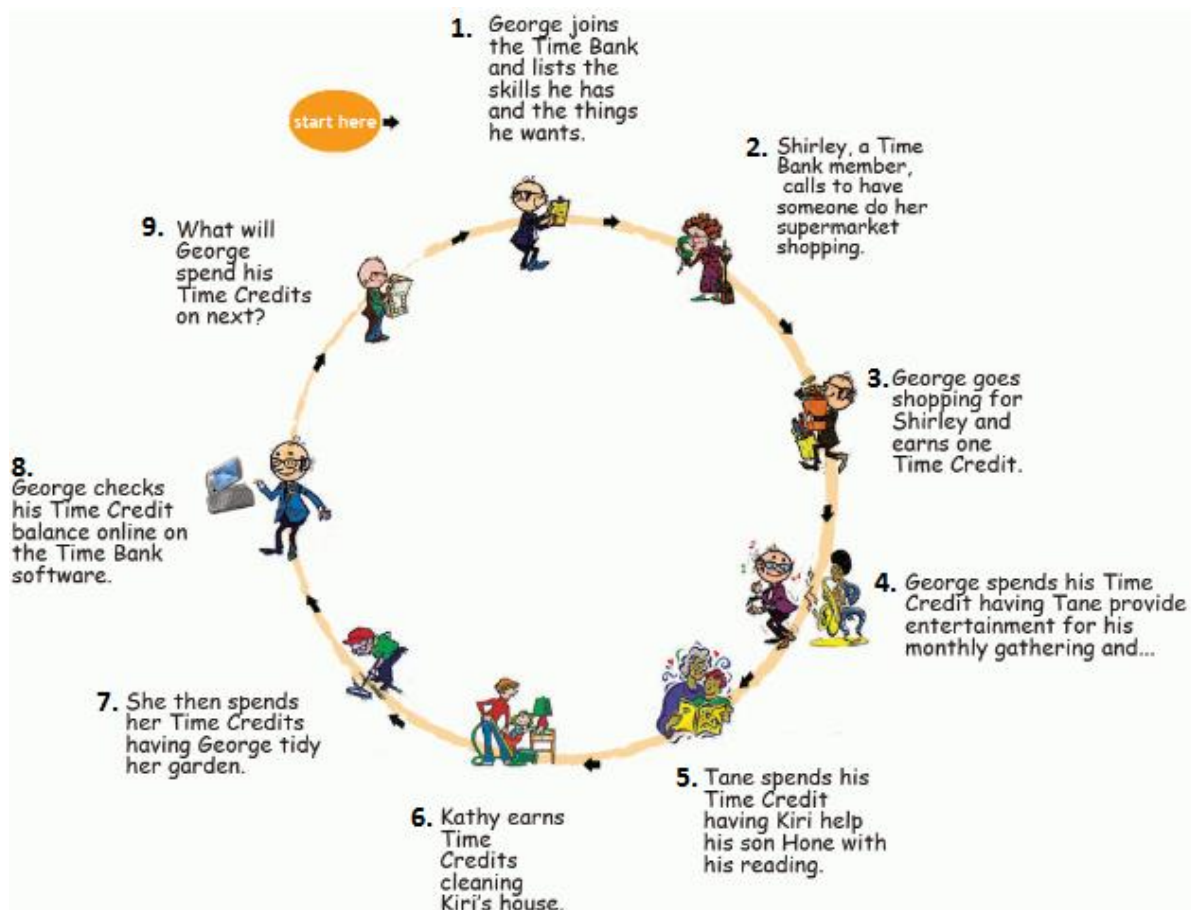 start here
1. George joins
the Time Bank
and lists the
skills he has
and the things
he wants.
2. Shirley, a Time
Bank member,
calls to have
someone do her
supermarket
shopping.
3. George goes
shopping for
Shirley and
earns one
Time Credit.
4. George spends his Time
Credit having Tane provide
entertainment for his
monthly gathering and...
5. Tane spends his
Time Credit
having Kiri help
his son Hone with
his reading.
6. Kathy earns
Time
Credits
cleaning
Kiri's house.
7. She then spends
her Time Credits
having George tidy
her garden.
8.
George checks
his Time Credit
balance online on
the Time Bank
software.
9. What will
George
spend his
Time Credits
on next?